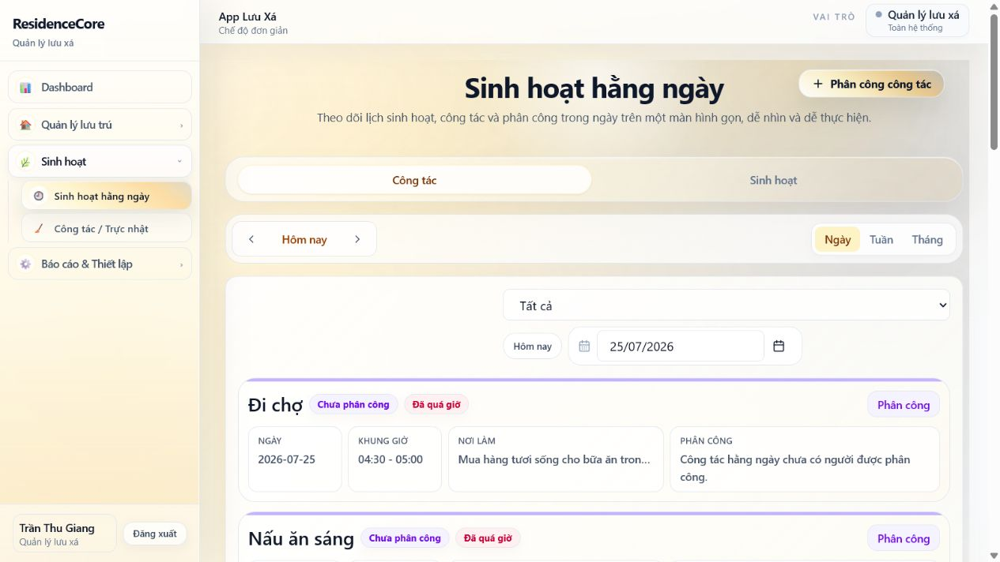 ResidenceCore
Quản lý lưu xá
Dashboard
Quản lý lưu trú
Sinh hoạt
Sinh hoạt hằng ngày
Công tác / Trực nhật
Báo cáo & Thiết lập
Trần Thu Giang
Quản lý lưu xá
Đăng xuất
App Lưu Xá
Chế độ đơn giản
VAI TRÒ
Quản lý lưu xá
Toàn hệ thống
Sinh hoạt hằng ngày
+ Phân công công tác
Theo dõi lịch sinh hoạt, công tác và phân công trong ngày trên một màn hình gọn, dễ nhìn và dễ thực hiện.
Công tác
Sinh hoạt
Hôm nay
Ngày
Tuần
Tháng
Tất cả
Hôm nay
25/07/2026
Đi chợ
Chưa phân công
Đã quá giờ
Phân công
NGÀY
2026-07-25
KHUNG GIỜ
04:30 - 05:00
NƠI LÀM
Mua hàng tươi sống cho bữa ăn tron...
PHÂN CÔNG
Công tác hằng ngày chưa có người được phân
công.
Nấu ăn sáng
Chưa phân công
Đã quá giờ
Phân công